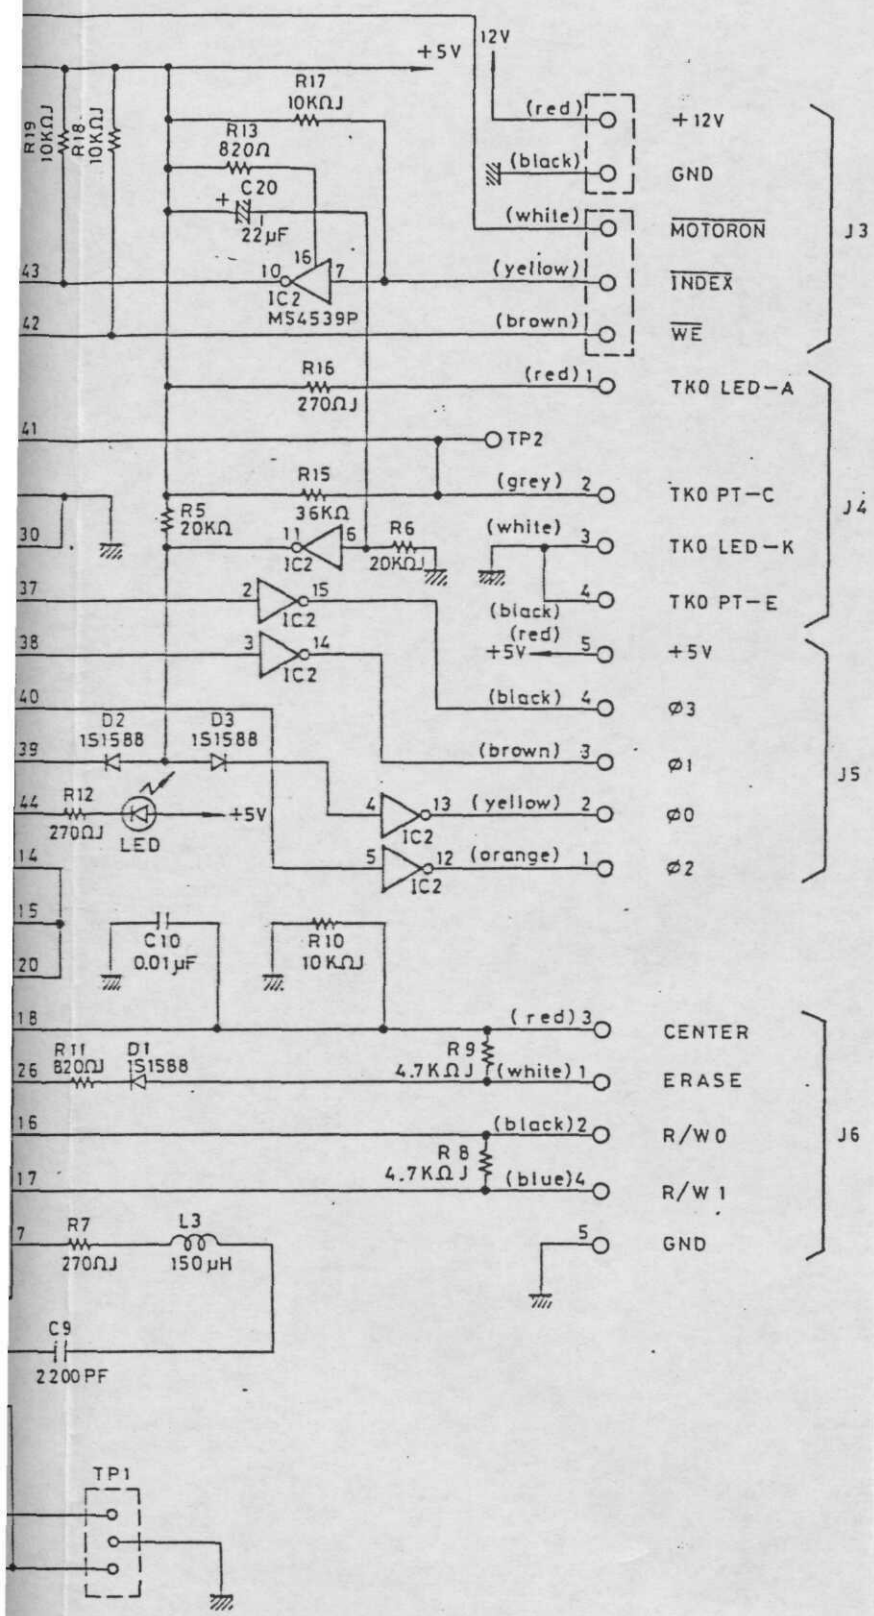 +5V
12V
R19
10KΩJ
R18
10KΩJ
R17
10KΩJ
R13
820Ω
+ C20
22µF
(red)
+12V
(black)
GND
(white)
MOTORON
J3
43
10
16
7
IC2
MS4539P
(yellow)
INDEX
42
(brown)
WE
R16
270ΩJ
(red) 1
TK0 LED-A
41
TP2
R15
36KΩ
(grey) 2
TK0 PT-C
J4
R5
20KΩ
30
11
6
IC2
R6
20KΩJ
(white)
3
TK0 LED-K
37
2
15
IC2
4
(black)
TK0 PT-E
38
3
14
IC2
(red)
+5V
5
+5V
40
(black) 4
ø3
D2
1S1588
D3
1S1588
39
(brown) 3
ø1
J5
44
R12
270ΩJ
LED
+5V
4
13
IC2
(yellow) 2
ø0
14
5
12
IC2
(orange) 1
ø2
15
C10
0.01µF
R10
10KΩJ
20
18
(red) 3
CENTER
R11
820ΩJ
D1
1S1588
26
R9
4.7KΩJ
(white) 1
ERASE
16
(black) 2
R/W0
J6
R8
4.7KΩJ
17
(blue) 4
R/W1
7
R7
270ΩJ
L3
150µH
5
GND
C9
2200PF
TP1